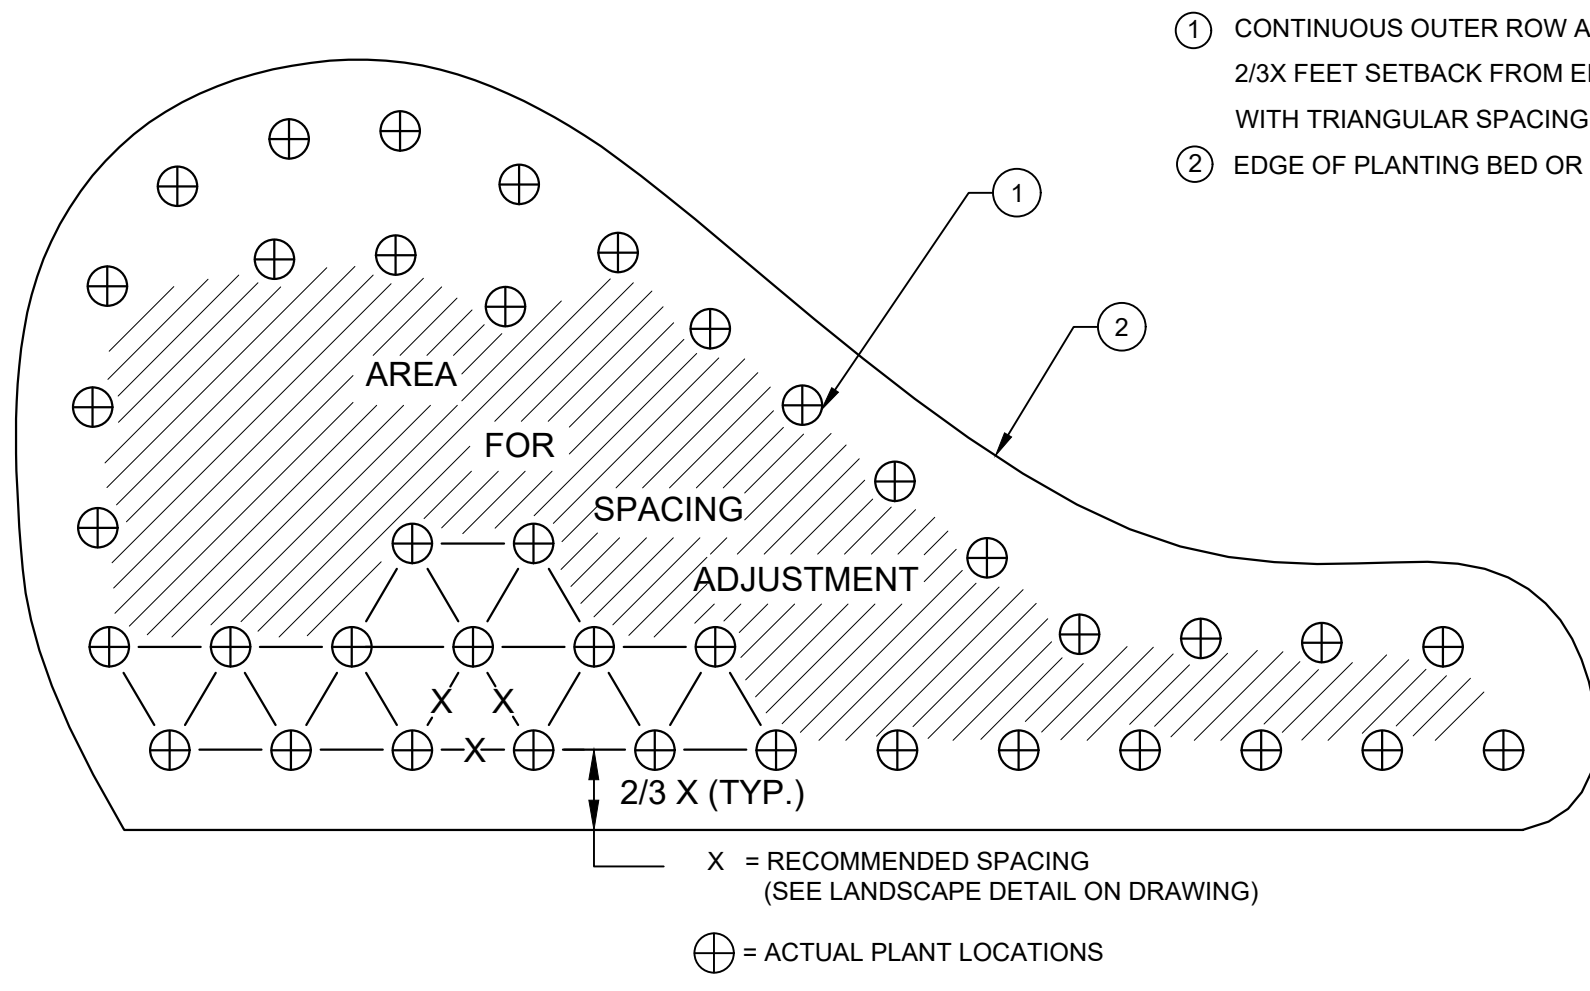 1 CONTINUOUS OUTER ROW A
2/3X FEET SETBACK FROM
WITH TRIANGULAR SPACING
2 EDGE OF PLANTING BED OR
1
2
AREA
FOR
SPACING
ADJUSTMENT
X X
X
2/3 X (TYP.)
X = RECOMMENDED SPACING
(SEE LANDSCAPE DETAIL ON DRAWING)
= ACTUAL PLANT LOCATIONS